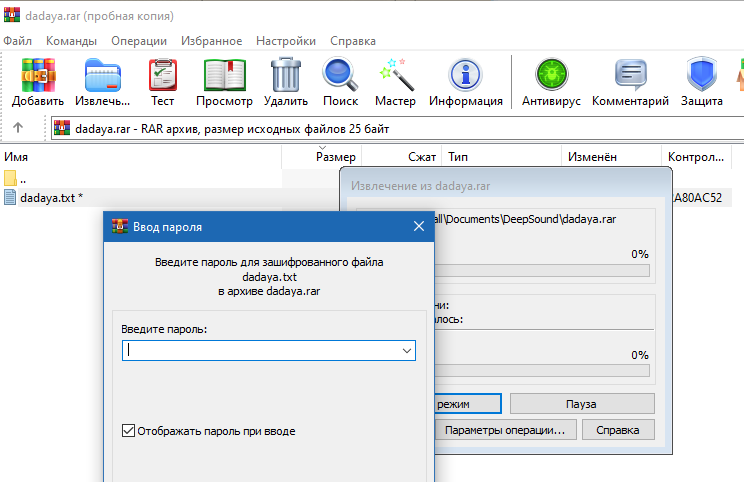 dadaya.rar (пробная копия)
Файл Команды Операции Избранное Настройки Справка
Добавить Извлечь... Тест Просмотр Удалить Поиск Мастер Информация Антивирус Комментарий Защита
dadaya.rar - RAR архив, размер исходных файлов 25 байт
Имя Размер Сжат Тип Изменён Контрол...
..
dadaya.txt * A80AC52
Извлечение из dadaya.rar
all\Documents\DeepSound\dadaya.rar
0%
0%
режим Пауза
Параметры операции... Справка
Ввод пароля
Введите пароль для зашифрованного файла
dadaya.txt
в архиве dadaya.rar
Введите пароль:
Отображать пароль при вводе